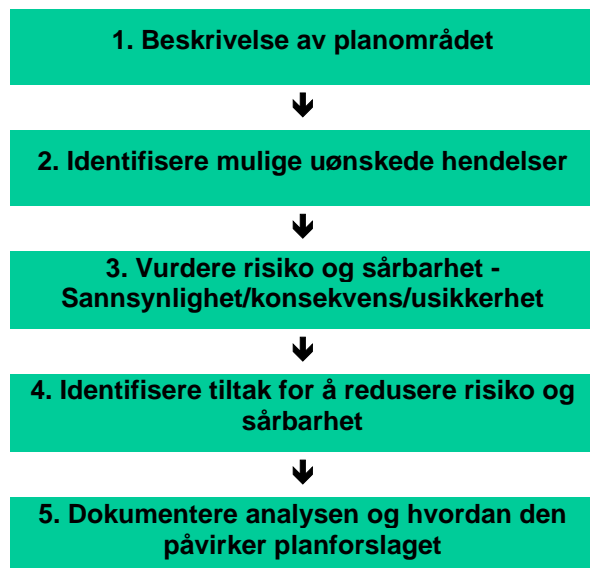 1. Beskrivelse av planområdet
2. Identifisere mulige uønskede hendelser
3. Vurdere risiko og sårbarhet -
Sannsynlighet/konsekvens/usikkerhet
4. Identifisere tiltak for å redusere risiko og
sårbarhet
5. Dokumentere analysen og hvordan den
påvirker planforslaget